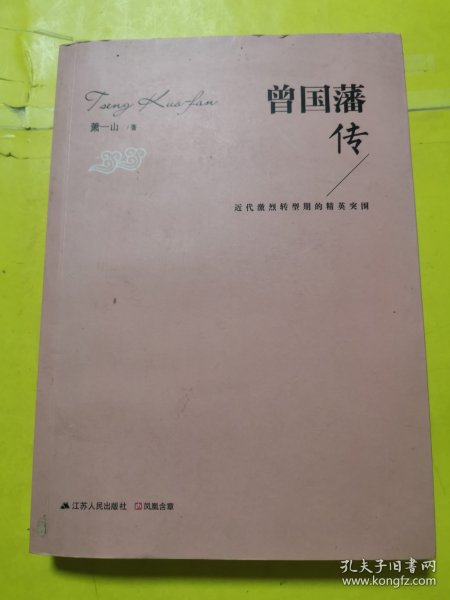 Tseng Kuo-fan
萧一山 / 著
曾国藩
传
近代激烈转型期的精英突围
江苏人民出版社 凤凰含章
孔夫子旧书网
www.kongfz.com